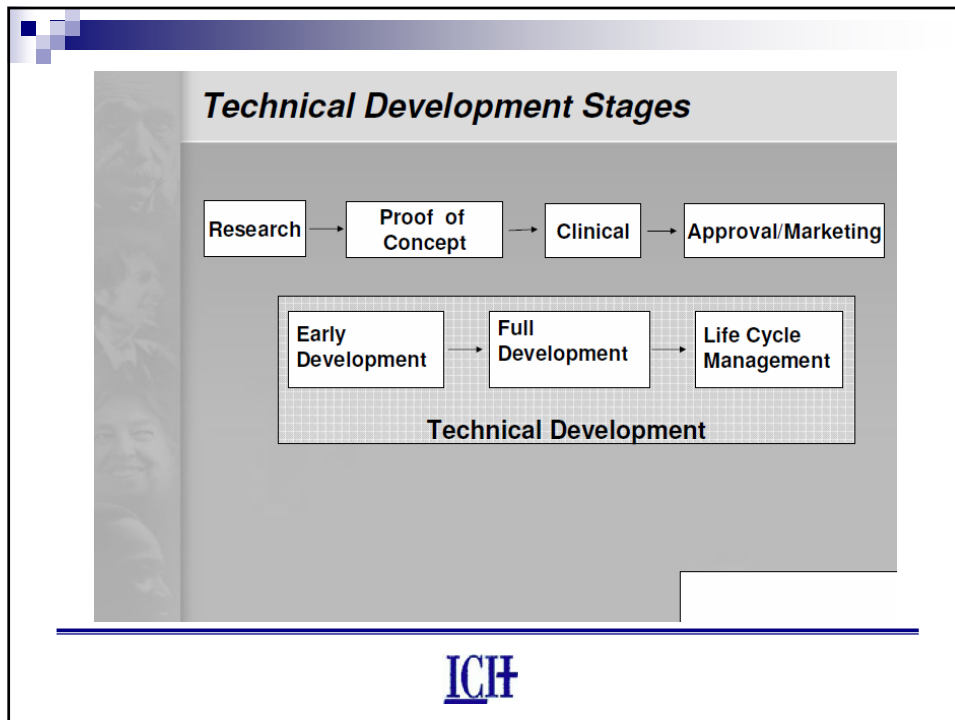 Technical Development Stages
Research
Proof of
Concept
Clinical
Approval/Marketing
Early
Development
Full
Development
Life Cycle
Management
Technical Development
ICH